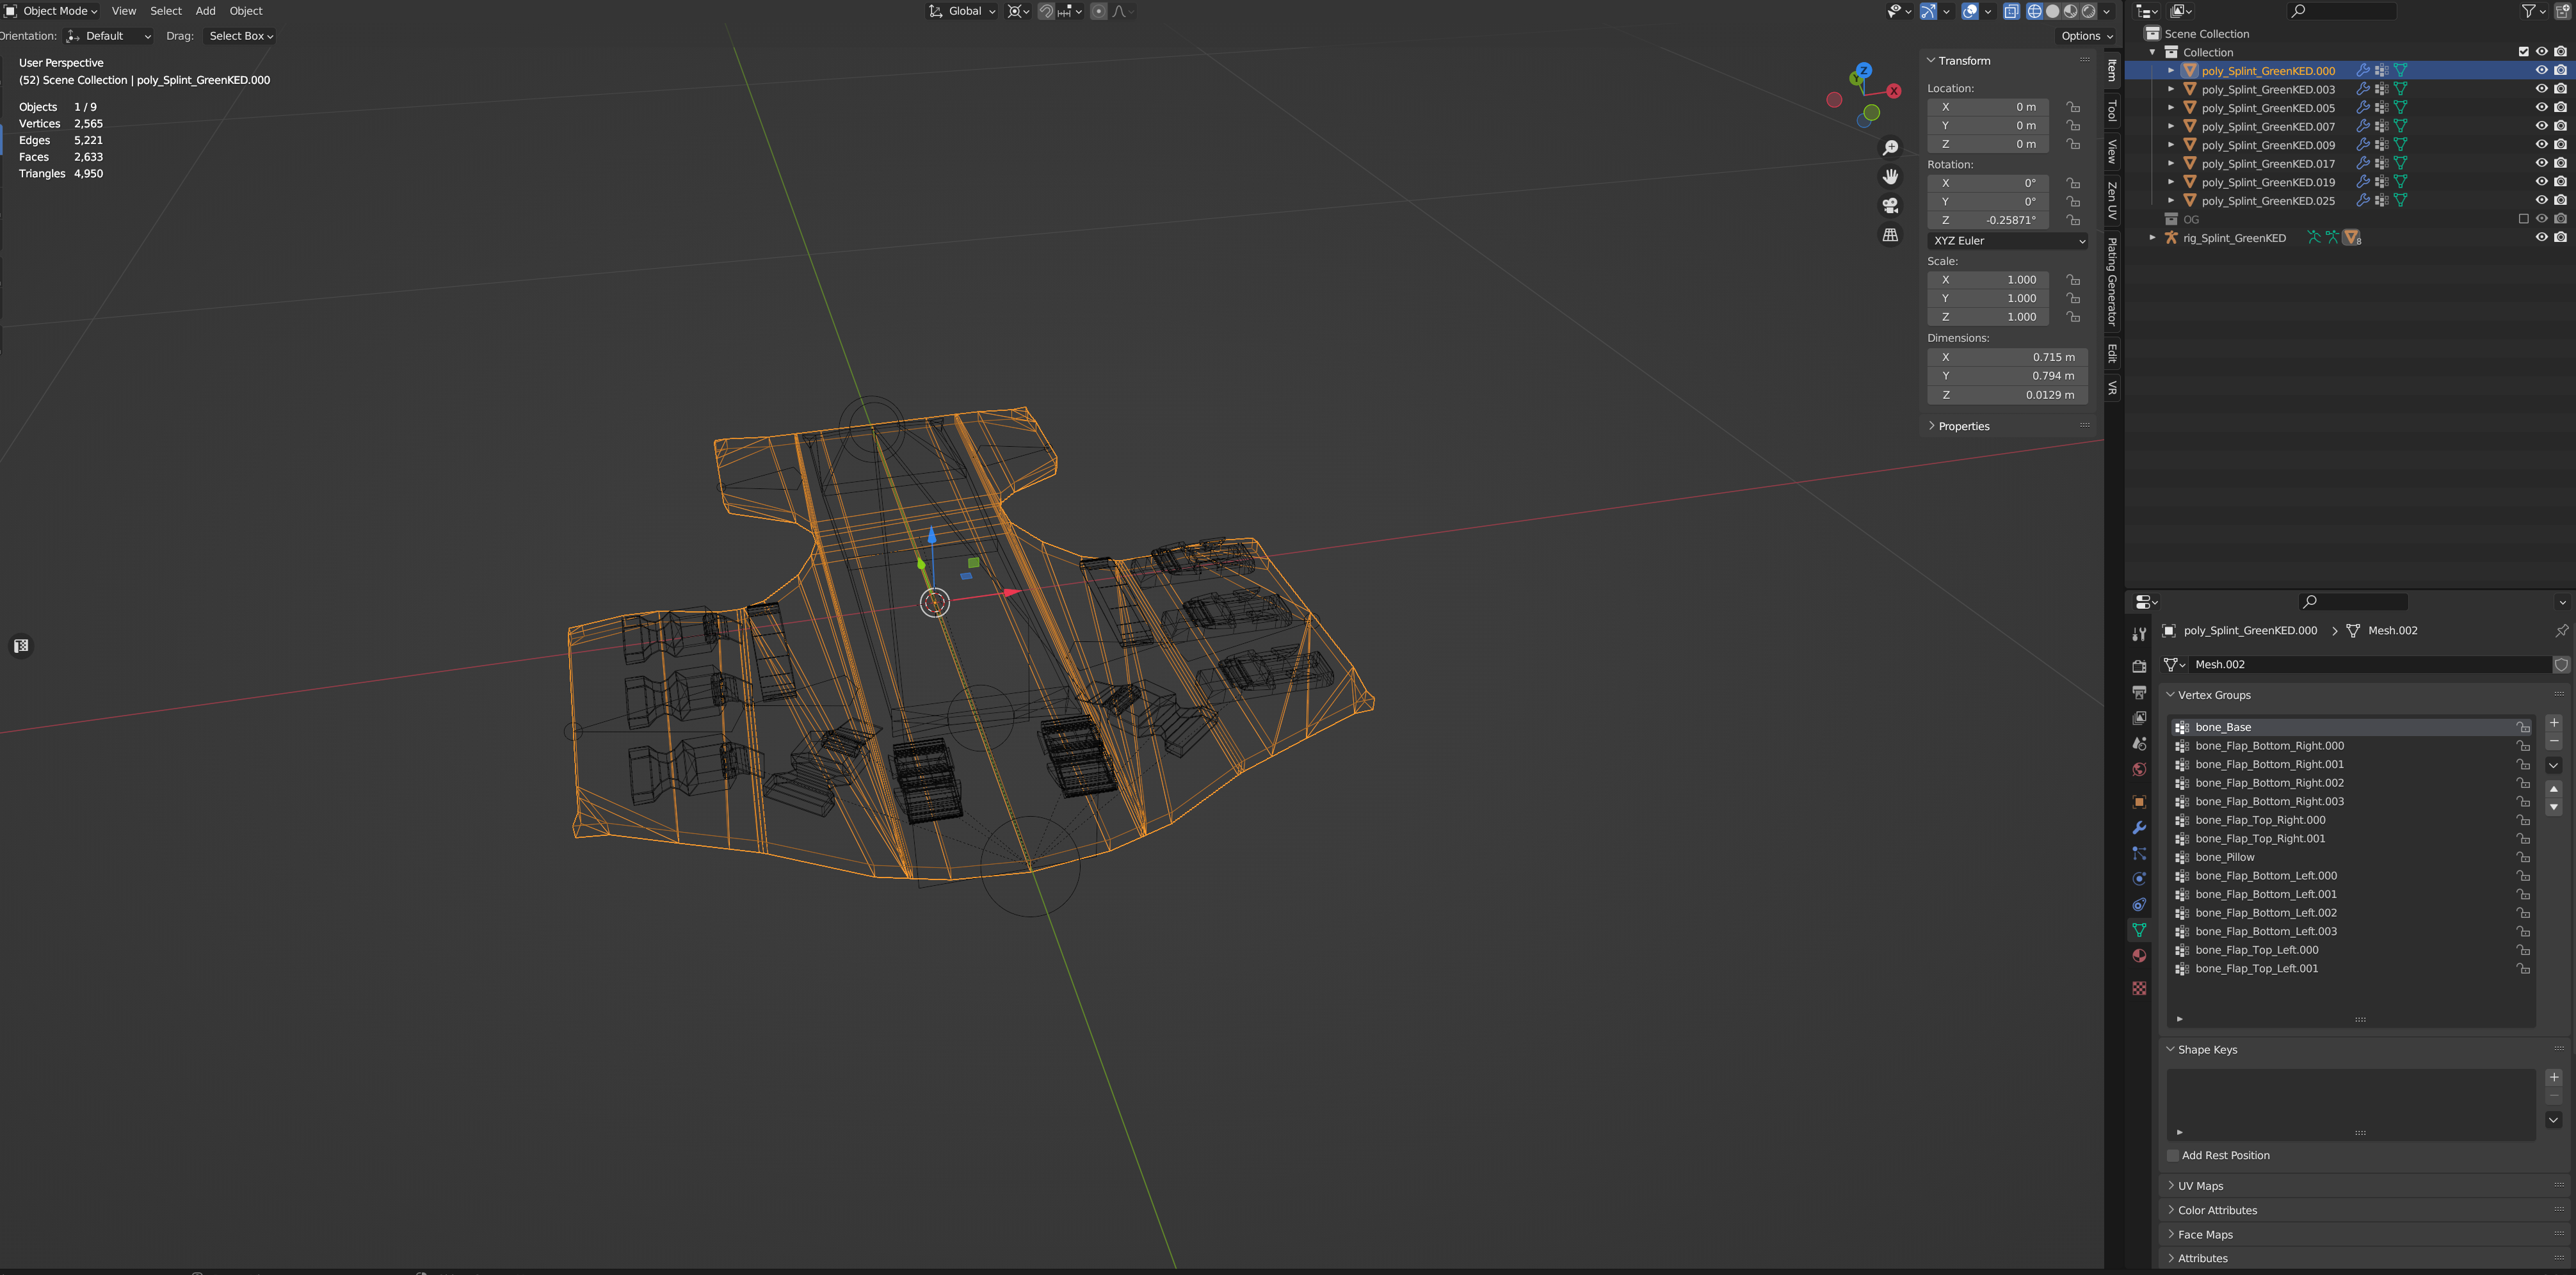 Object Mode View Select Add Object Global
Orientation: Default Drag: Select Box Options
User Perspective
(52) Scene Collection | poly_Splint_GreenKED.000
Objects 1 / 9
Vertices 2,565
Edges 5,221
Faces 2,633
Triangles 4,950
Z
Y
X
Transform
Location:
X 0 m
Y 0 m
Z 0 m
Rotation:
X 0°
Y 0°
Z -0.25871°
XYZ Euler
Scale:
X 1.000
Y 1.000
Z 1.000
Dimensions:
X 0.715 m
Y 0.794 m
Z 0.0129 m
Properties
Item
Tool
View
Zen UV
Plating Generator
Edit
VR
Scene Collection
Collection
poly_Splint_GreenKED.000
poly_Splint_GreenKED.003
poly_Splint_GreenKED.005
poly_Splint_GreenKED.007
poly_Splint_GreenKED.009
poly_Splint_GreenKED.017
poly_Splint_GreenKED.019
poly_Splint_GreenKED.025
OG
rig_Splint_GreenKED 8
poly_Splint_GreenKED.000 > Mesh.002
Mesh.002
Vertex Groups
bone_Base
bone_Flap_Bottom_Right.000
bone_Flap_Bottom_Right.001
bone_Flap_Bottom_Right.002
bone_Flap_Bottom_Right.003
bone_Flap_Top_Right.000
bone_Flap_Top_Right.001
bone_Pillow
bone_Flap_Bottom_Left.000
bone_Flap_Bottom_Left.001
bone_Flap_Bottom_Left.002
bone_Flap_Bottom_Left.003
bone_Flap_Top_Left.000
bone_Flap_Top_Left.001
Shape Keys
Add Rest Position
UV Maps
Color Attributes
Face Maps
Attributes